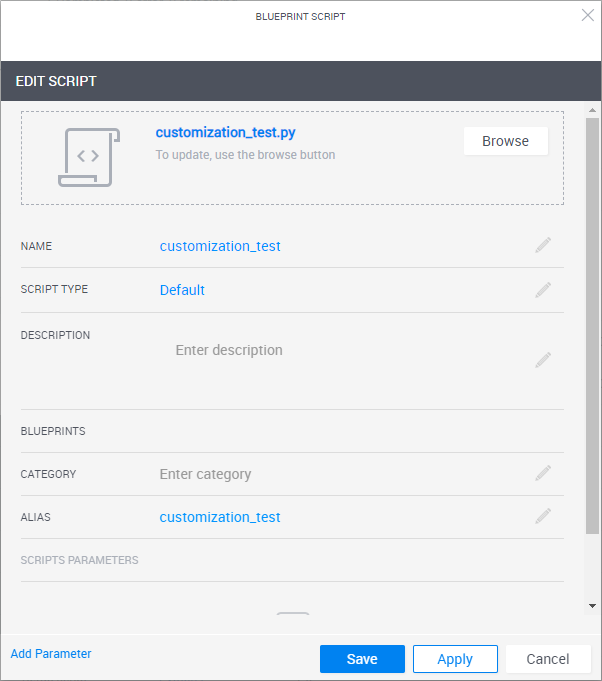 BLUEPRINT SCRIPT
EDIT SCRIPT
customization_test.py
To update, use the browse button
Browse
NAME
customization_test
SCRIPT TYPE
Default
DESCRIPTION
Enter description
BLUEPRINTS
CATEGORY
Enter category
ALIAS
customization_test
SCRIPTS PARAMETERS
Add Parameter
Save
Apply
Cancel